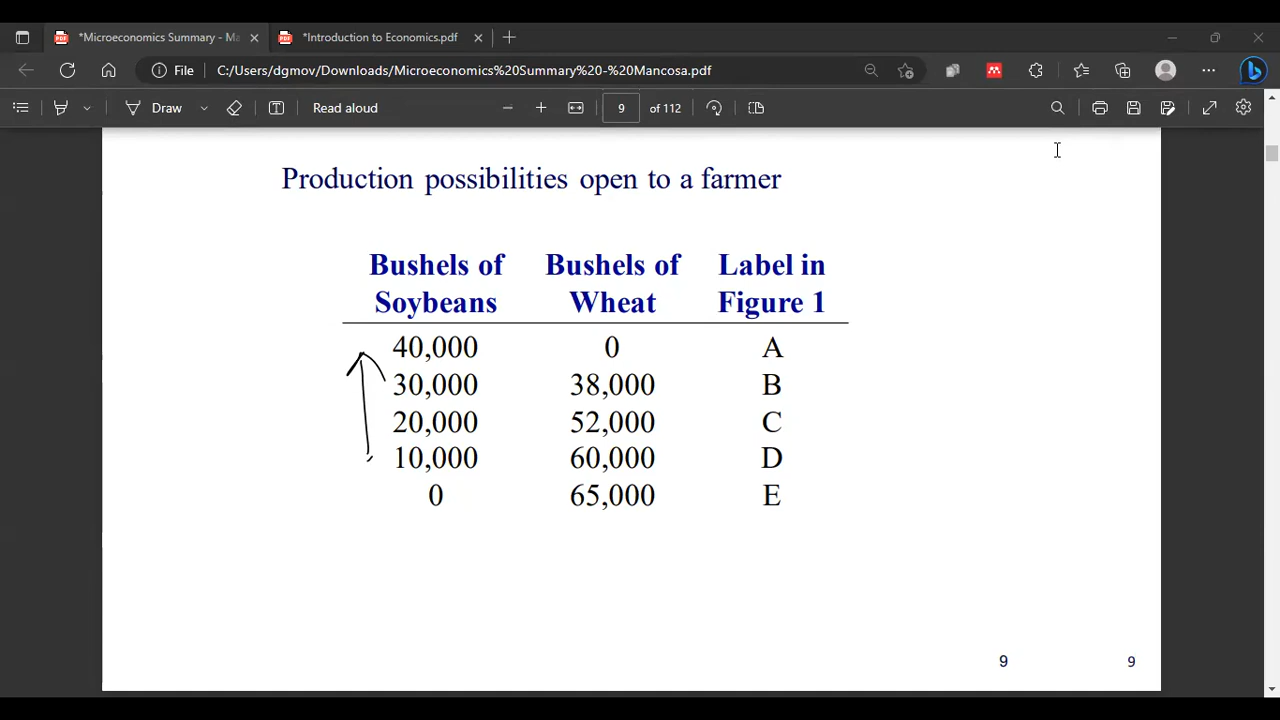 *Microeconomics Summary - Ma
*Introduction to Economics.pdf
File C:/Users/dgmov/Downloads/Microeconomics%20Summary%20-%20Mancosa.pdf
Draw Read aloud 9 of 112
Production possibilities open to a farmer
Bushels of Bushels of Label in
Soybeans Wheat Figure 1
40,000 0 A
30,000 38,000 B
20,000 52,000 C
10,000 60,000 D
0 65,000 E
9 9